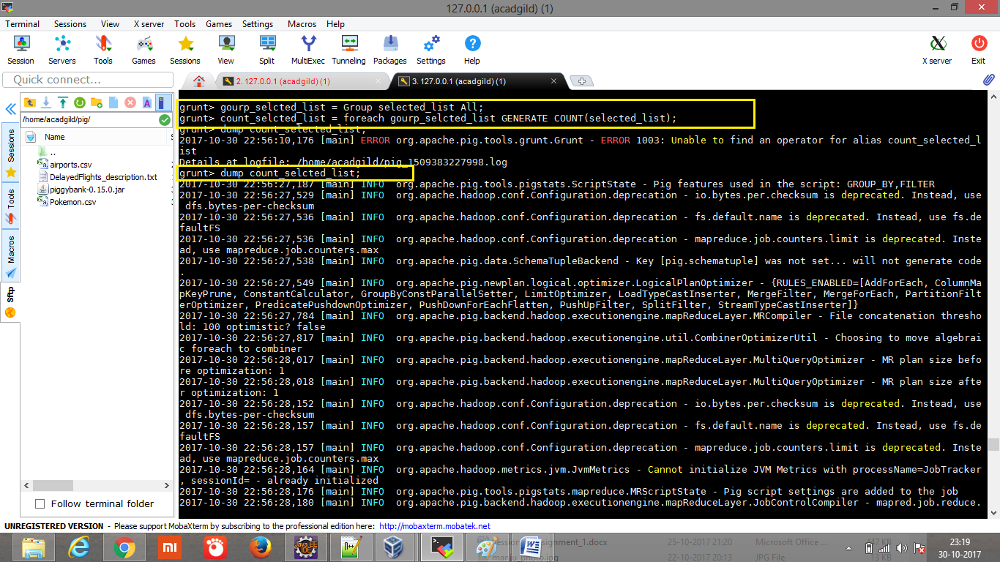 127.0.0.1 (acadgild) (1)
Terminal Sessions View X server Tools Games Settings Macros Help
Session Servers Tools Games Sessions View Split MultiExec Tunneling Packages Settings Help X server Exit
Quick connect...
2. 127.0.0.1 (acadgild) (1)
3. 127.0.0.1 (acadgild) (1)
/home/acadgild/pig/
Name S
..
airports.csv 2
DelayedFlights_description.txt
piggybank-0.15.0.jar 3
Pokemon.csv 3
Sessions
Tools
Macros
Sftp
Follow terminal folder
grunt> gourp_selcted_list = Group selected_list All;
grunt> count_selcted_list = foreach gourp_selcted_list GENERATE COUNT(selected_list);
grunt> dump count_selected_list;
2017-10-30 22:56:10,176 [main] ERROR org.apache.pig.tools.grunt.Grunt - ERROR 1003: Unable to find an operator for alias count_selected_l
ist
Details at logfile: /home/acadgild/pig_1509383227998.log
grunt> dump count_selcted_list;
2017-10-30 22:56:27,187 [main] INFO  org.apache.pig.tools.pigstats.ScriptState - Pig features used in the script: GROUP_BY,FILTER
2017-10-30 22:56:27,529 [main] INFO  org.apache.hadoop.conf.Configuration.deprecation - io.bytes.per.checksum is deprecated. Instead, use
 dfs.bytes-per-checksum
2017-10-30 22:56:27,536 [main] INFO  org.apache.hadoop.conf.Configuration.deprecation - fs.default.name is deprecated. Instead, use fs.de
faultFS
2017-10-30 22:56:27,536 [main] INFO  org.apache.hadoop.conf.Configuration.deprecation - mapreduce.job.counters.limit is deprecated. Inste
ad, use mapreduce.job.counters.max
2017-10-30 22:56:27,538 [main] INFO  org.apache.pig.data.SchemaTupleBackend - Key [pig.schematuple] was not set... will not generate code
.
2017-10-30 22:56:27,549 [main] INFO  org.apache.pig.newplan.logical.optimizer.LogicalPlanOptimizer - {RULES_ENABLED=[AddForEach, ColumnMa
pKeyPrune, ConstantCalculator, GroupByConstParallelSetter, LimitOptimizer, LoadTypeCastInserter, MergeFilter, MergeForEach, PartitionFilt
erOptimizer, PredicatePushdownOptimizer, PushDownForEachFlatten, PushUpFilter, SplitFilter, StreamTypeCastInserter]}
2017-10-30 22:56:27,784 [main] INFO  org.apache.pig.backend.hadoop.executionengine.mapReduceLayer.MRCompiler - File concatenation thresho
ld: 100 optimistic? false
2017-10-30 22:56:27,817 [main] INFO  org.apache.pig.backend.hadoop.executionengine.util.CombinerOptimizerUtil - Choosing to move algebrai
c foreach to combiner
2017-10-30 22:56:28,017 [main] INFO  org.apache.pig.backend.hadoop.executionengine.mapReduceLayer.MultiQueryOptimizer - MR plan size befo
re optimization: 1
2017-10-30 22:56:28,018 [main] INFO  org.apache.pig.backend.hadoop.executionengine.mapReduceLayer.MultiQueryOptimizer - MR plan size afte
r optimization: 1
2017-10-30 22:56:28,152 [main] INFO  org.apache.hadoop.conf.Configuration.deprecation - io.bytes.per.checksum is deprecated. Instead, use
 dfs.bytes-per-checksum
2017-10-30 22:56:28,157 [main] INFO  org.apache.hadoop.conf.Configuration.deprecation - fs.default.name is deprecated. Instead, use fs.de
faultFS
2017-10-30 22:56:28,157 [main] INFO  org.apache.hadoop.conf.Configuration.deprecation - mapreduce.job.counters.limit is deprecated. Inste
ad, use mapreduce.job.counters.max
2017-10-30 22:56:28,164 [main] INFO  org.apache.hadoop.metrics.jvm.JvmMetrics - Cannot initialize JVM Metrics with processName=JobTracker
, sessionId= - already initialized
2017-10-30 22:56:28,176 [main] INFO  org.apache.pig.tools.pigstats.mapreduce.MRScriptState - Pig script settings are added to the job
2017-10-30 22:56:28,180 [main] INFO  org.apache.pig.backend.hadoop.executionengine.mapReduceLayer.JobControlCompiler - mapred.job.reduce.
UNREGISTERED VERSION - Please support MobaXterm by subscribing to the professional edition here: http://mobaxterm.mobatek.net
25-10-2017 21:20 Microsoft Office ... 47 KB
manju_photo.jpg 22-10-2017 20:13 JPG File 13 KB
23:19
30-10-2017